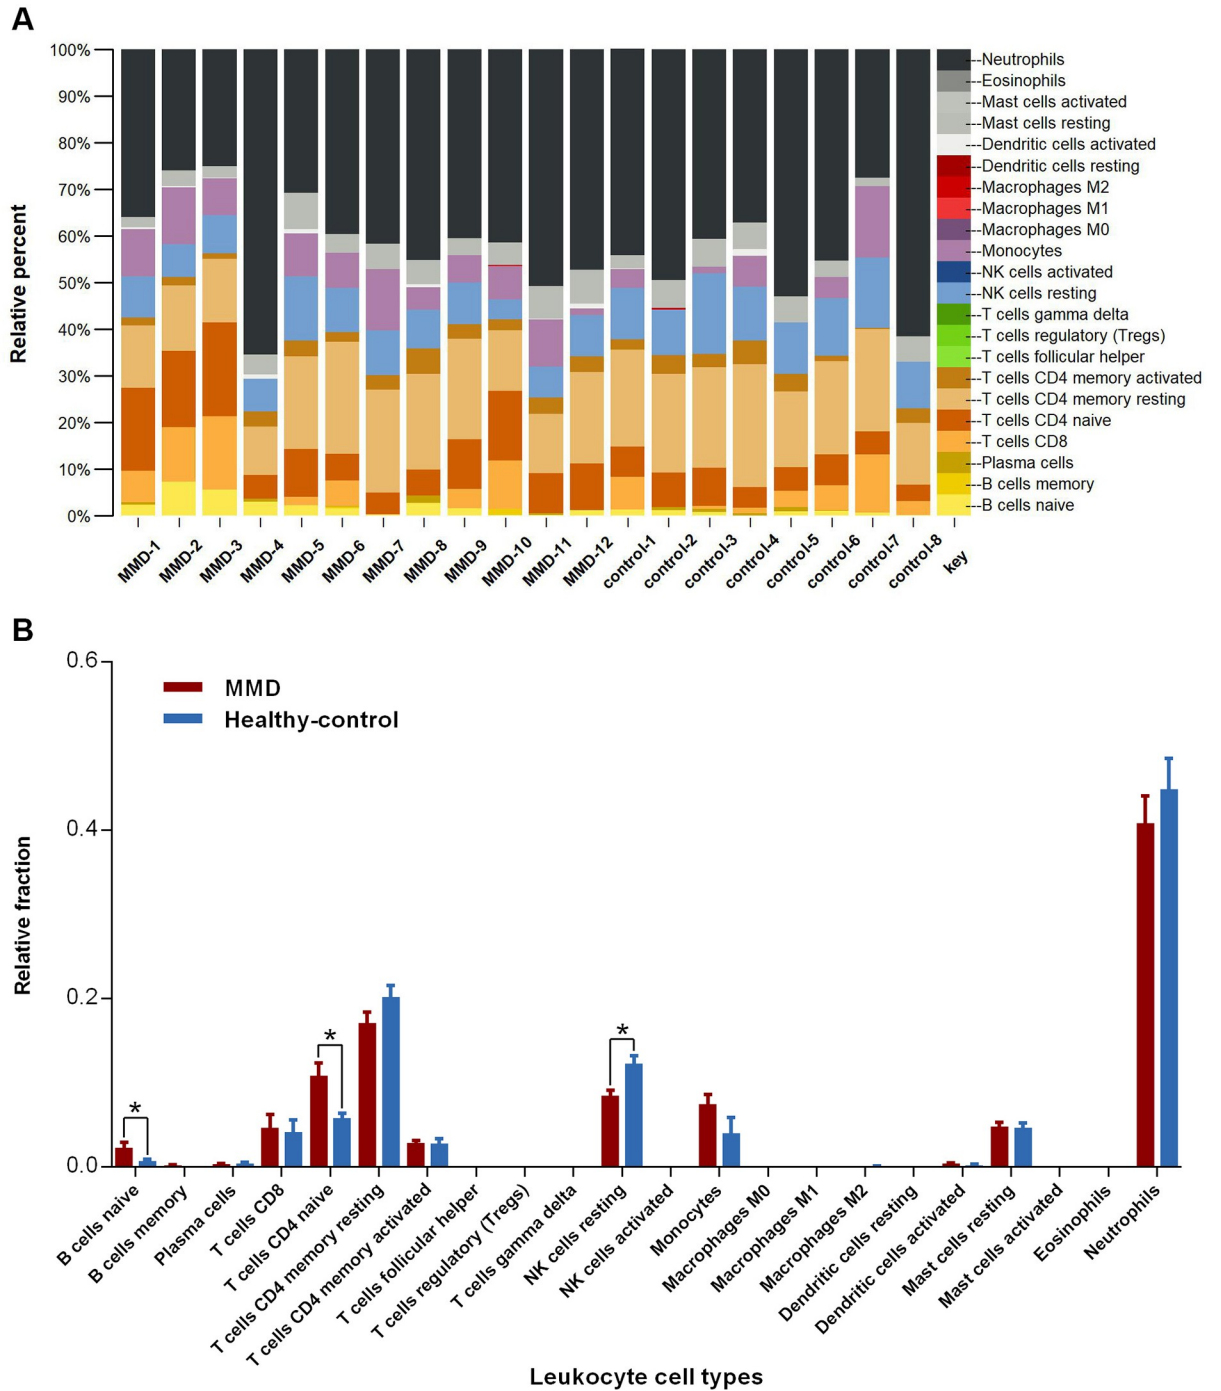 A
Relative percent
100%
90%
80%
70%
60%
50%
40%
30%
20%
10%
0%
---Neutrophils
---Eosinophils
---Mast cells activated
---Mast cells resting
---Dendritic cells activated
---Dendritic cells resting
---Macrophages M2
---Macrophages M1
---Macrophages M0
---Monocytes
---NK cells activated
---NK cells resting
---T cells gamma delta
---T cells regulatory (Tregs)
---T cells follicular helper
---T cells CD4 memory activated
---T cells CD4 memory resting
---T cells CD4 naive
---T cells CD8
---Plasma cells
---B cells memory
---B cells naive
MMD-1
MMD-2
MMD-3
MMD-4
MMD-5
MMD-6
MMD-7
MMD-8
MMD-9
MMD-10
MMD-11
MMD-12
control-1
control-2
control-3
control-4
control-5
control-6
control-7
control-8
key
B
Relative fraction
0.6
0.4
0.2
0.0
MMD
Healthy-control
*
*
*
B cells naive
B cells memory
Plasma cells
T cells CD8
T cells CD4 naive
T cells CD4 memory resting
T cells CD4 memory activated
T cells follicular helper
T cells regulatory (Tregs)
T cells gamma delta
NK cells resting
NK cells activated
Monocytes
Macrophages M0
Macrophages M1
Macrophages M2
Dendritic cells resting
Dendritic cells activated
Mast cells resting
Mast cells activated
Eosinophils
Neutrophils
Leukocyte cell types